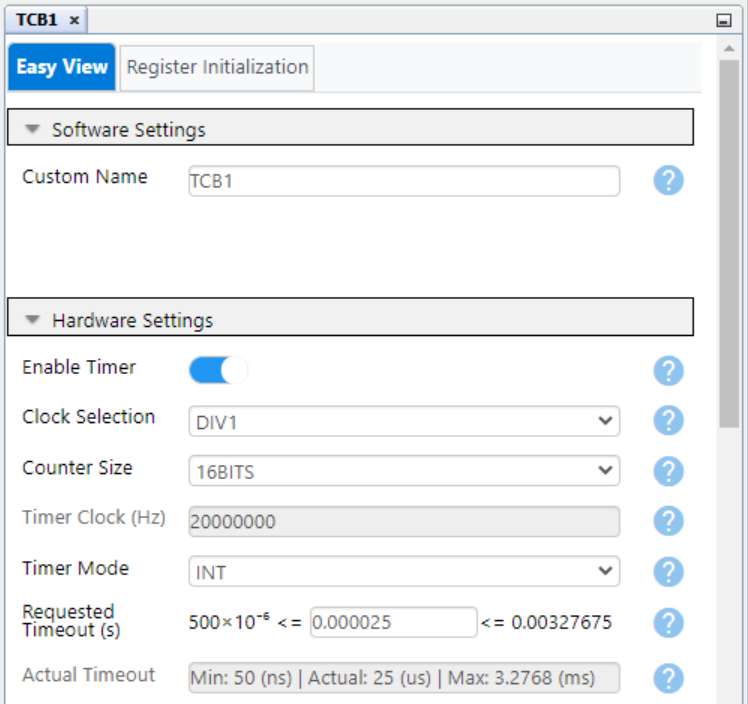 TCB1 ×
Easy View Register Initialization
Software Settings
Custom Name TCB1 ?
Hardware Settings
Enable Timer ?
Clock Selection DIV1 ?
Counter Size 16BITS ?
Timer Clock (Hz) 20000000 ?
Timer Mode INT ?
Requested
Timeout (s) 500×10⁻⁶ <= 0.000025 <= 0.00327675 ?
Actual Timeout Min: 50 (ns) | Actual: 25 (us) | Max: 3.2768 (ms) ?